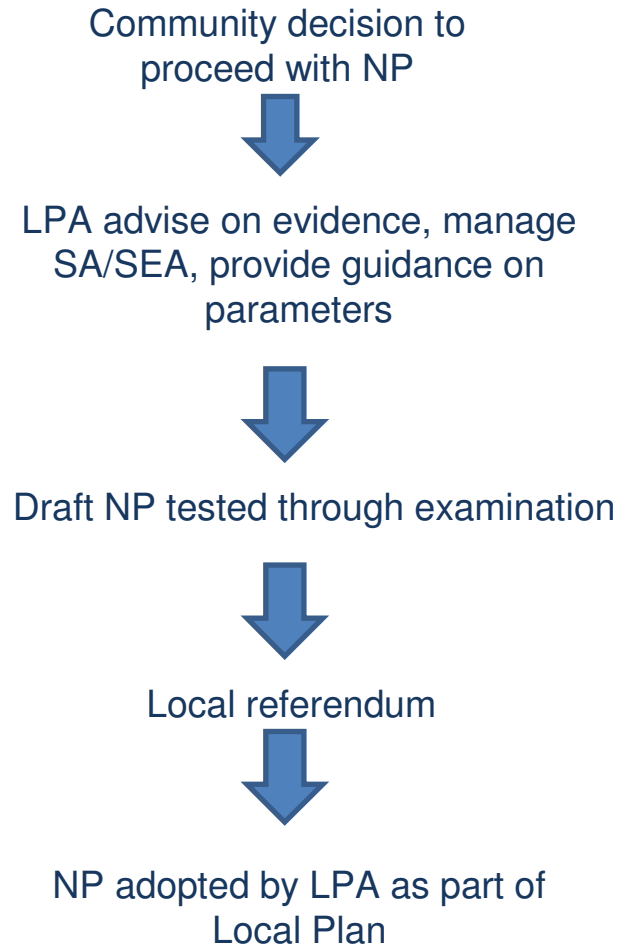 Community decision to
proceed with NP
LPA advise on evidence, manage
SA/SEA, provide guidance on
parameters
Draft NP tested through examination
Local referendum
NP adopted by LPA as part of
Local Plan